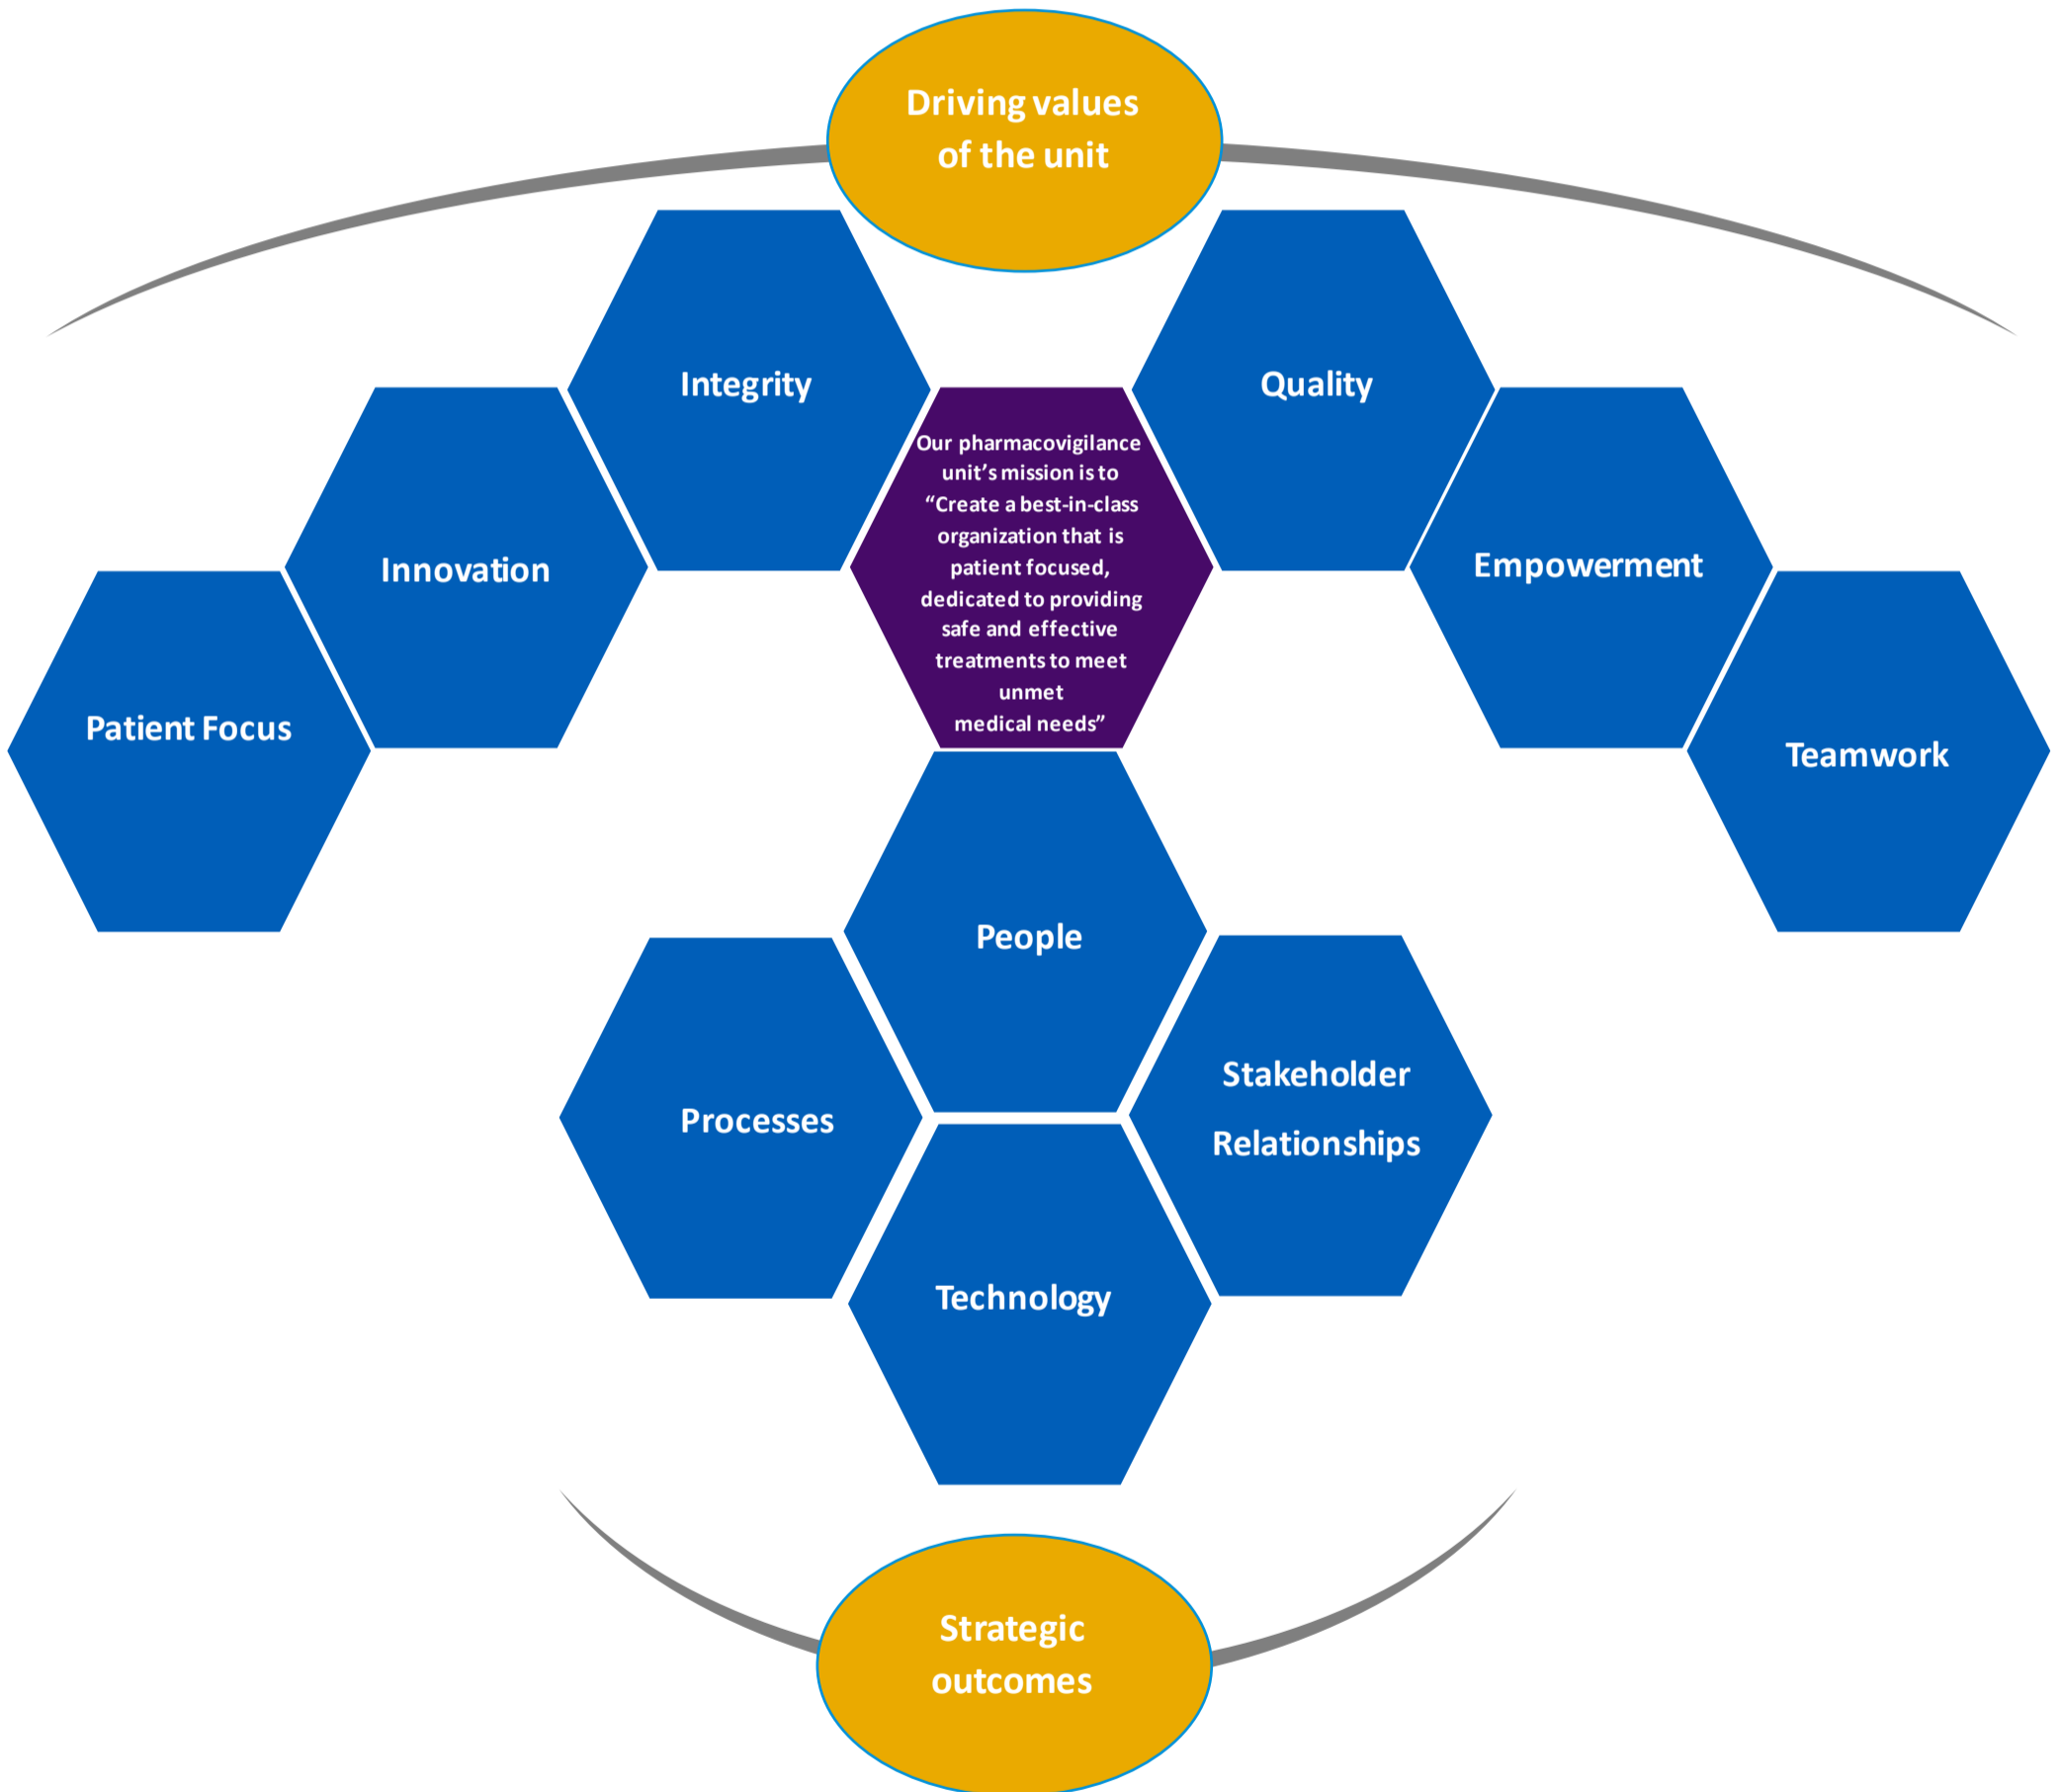 Driving values
of the unit
Integrity
Quality
Our pharmacovigilance
unit’s mission is to
“Create a best-in-class
organization that is
patient focused,
dedicated to providing
safe and effective
treatments to meet
unmet
medical needs”
Innovation
Empowerment
Patient Focus
Teamwork
People
Processes
Stakeholder
Relationships
Technology
Strategic
outcomes